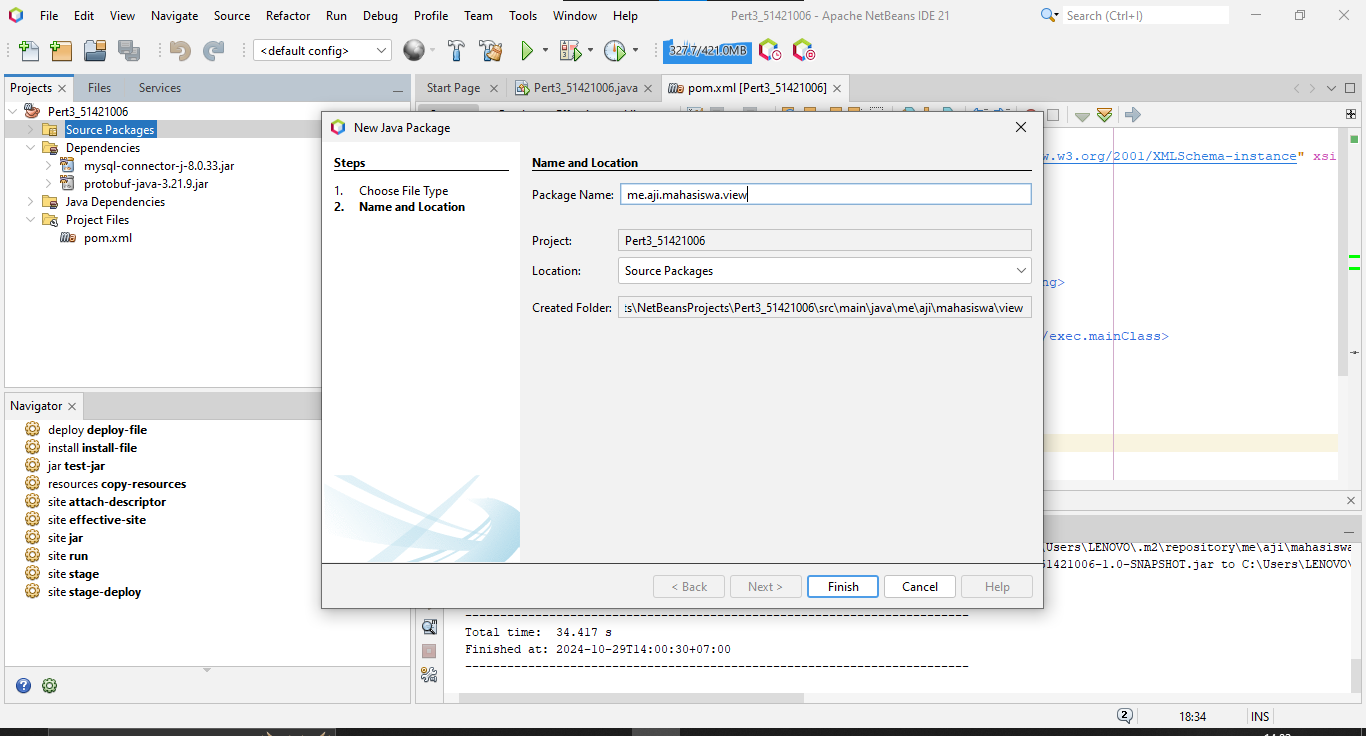 File Edit View Navigate Source Refactor Run Debug Profile Team Tools Window Help
Pert3_51421006 - Apache NetBeans IDE 21
Search (Ctrl+I)
<default config>
327.7/421.0MB
Projects
Files
Services
Start Page
Pert3_51421006.java
pom.xml [Pert3_51421006]
Pert3_51421006
Source Packages
Dependencies
mysql-connector-j-8.0.33.jar
protobuf-java-3.21.9.jar
Java Dependencies
Project Files
pom.xml
New Java Package
Steps
1. Choose File Type
2. Name and Location
Name and Location
Package Name: me.aji.mahasiswa.view
Project: Pert3_51421006
Location: Source Packages
Created Folder: :s\NetBeansProjects\Pert3_51421006\src\main\java\me\aji\mahasiswa\view
< Back
Next >
Finish
Cancel
Help
w.w3.org/2001/XMLSchema-instance" xsi
ng>
/exec.mainClass>
Navigator
deploy deploy-file
install install-file
jar test-jar
resources copy-resources
site attach-descriptor
site effective-site
site jar
site run
site stage
site stage-deploy
\Users\LENOVO\.m2\repository\me\aji\mahasiswa
51421006-1.0-SNAPSHOT.jar to C:\Users\LENOVO\
------------------------------------------------------------------------
Total time:  34.417 s
Finished at: 2024-10-29T14:00:30+07:00
------------------------------------------------------------------------
2
18:34
INS